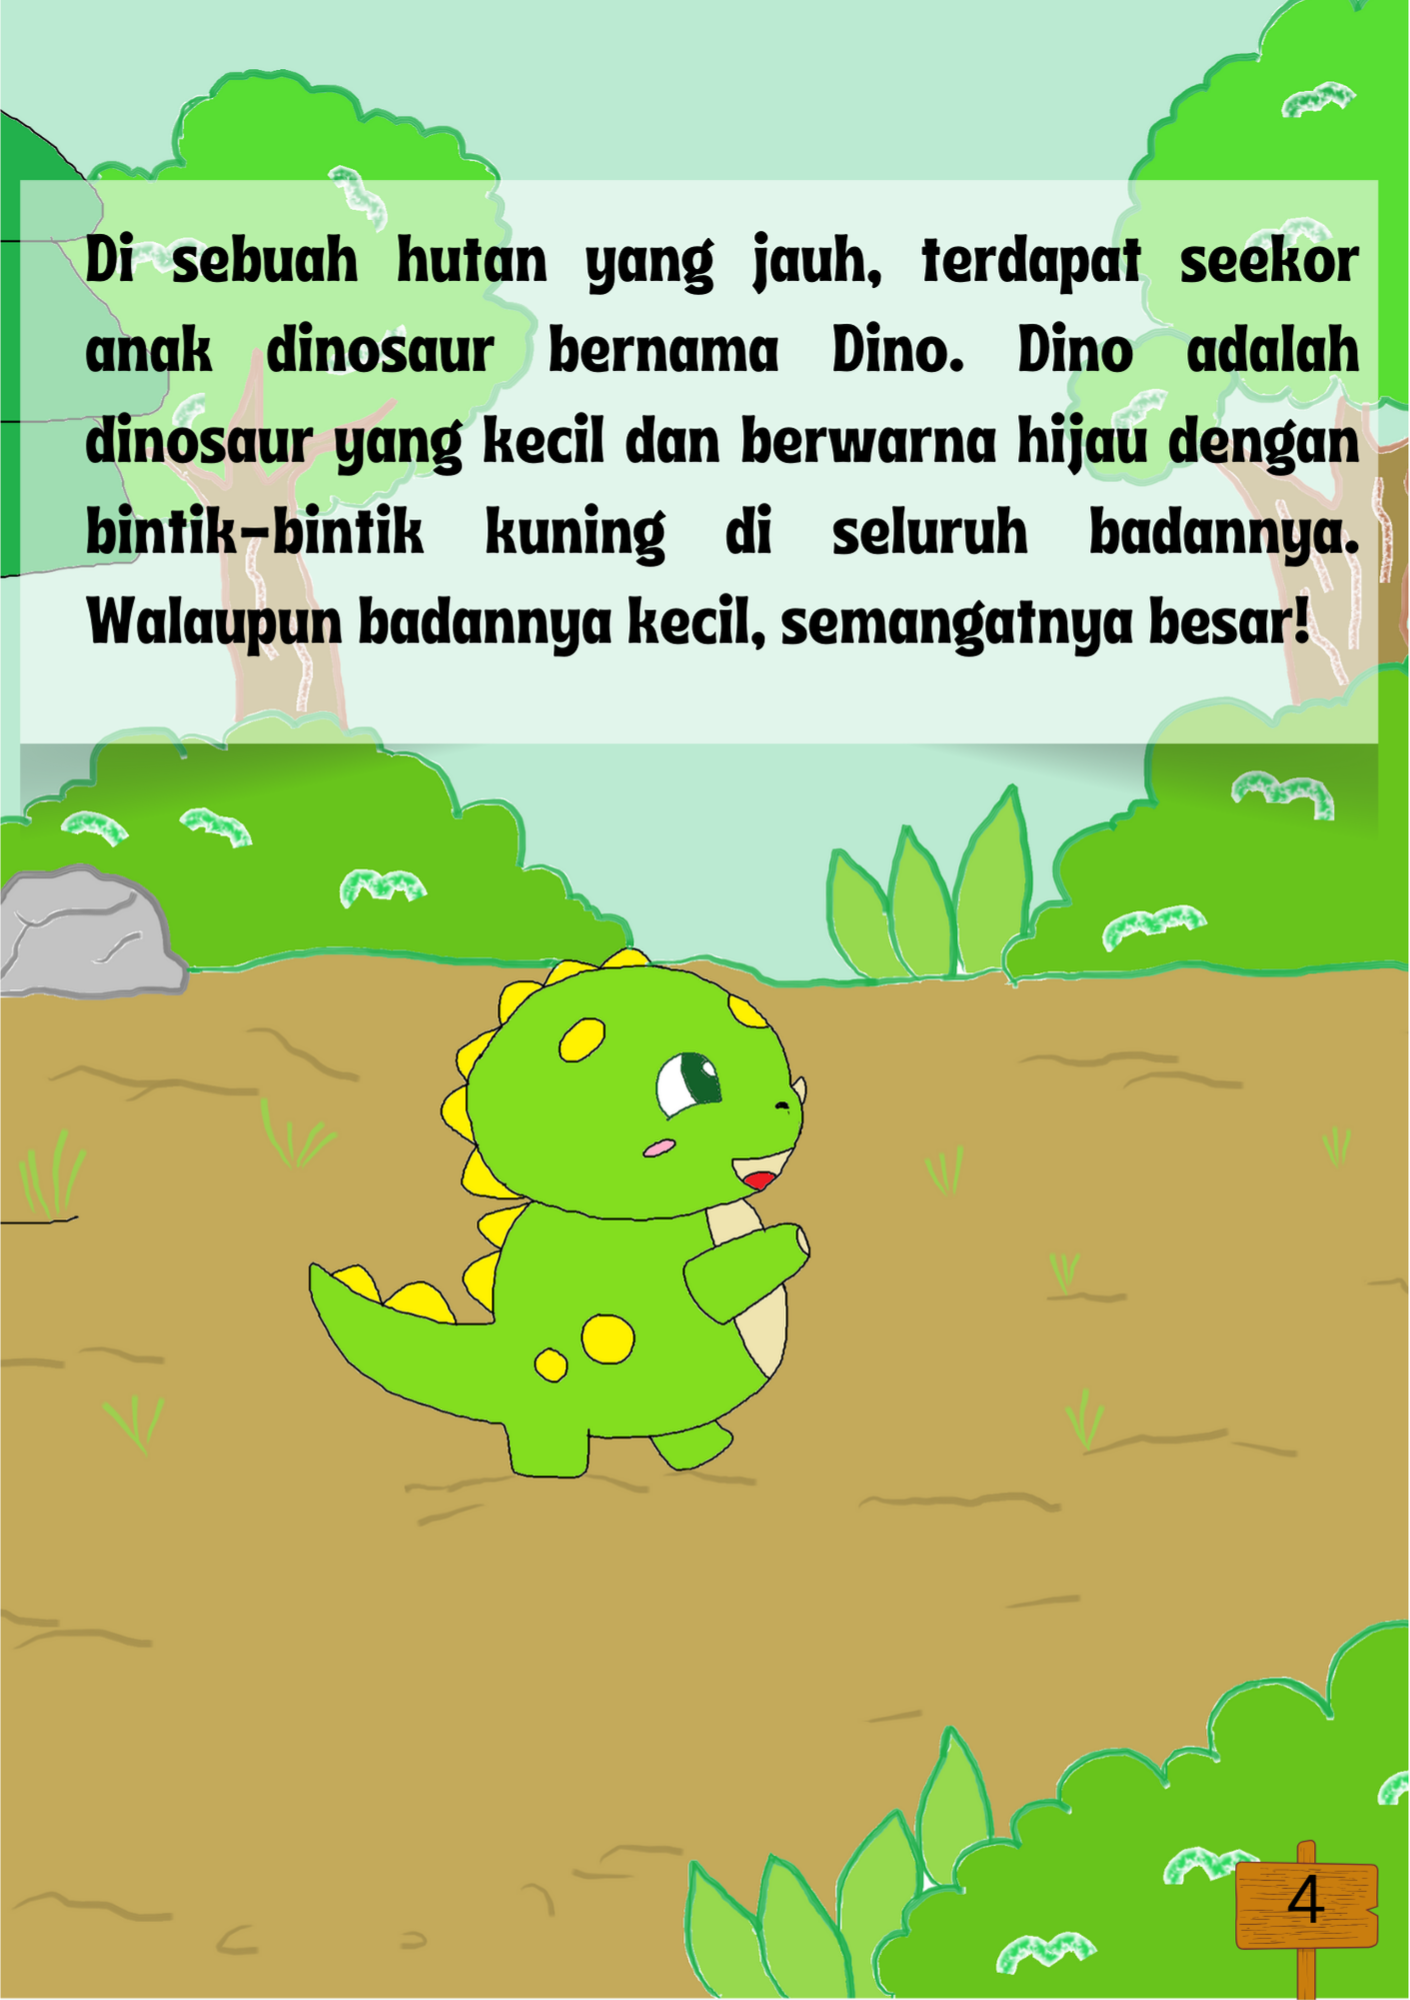 Di sebuah hutan yang jauh, terdapat seekor
anak dinosaur bernama Dino. Dino adalah
dinosaur yang kecil dan berwarna hijau dengan
bintik-bintik kuning di seluruh badannya.
Walaupun badannya kecil, semangatnya besar!
4